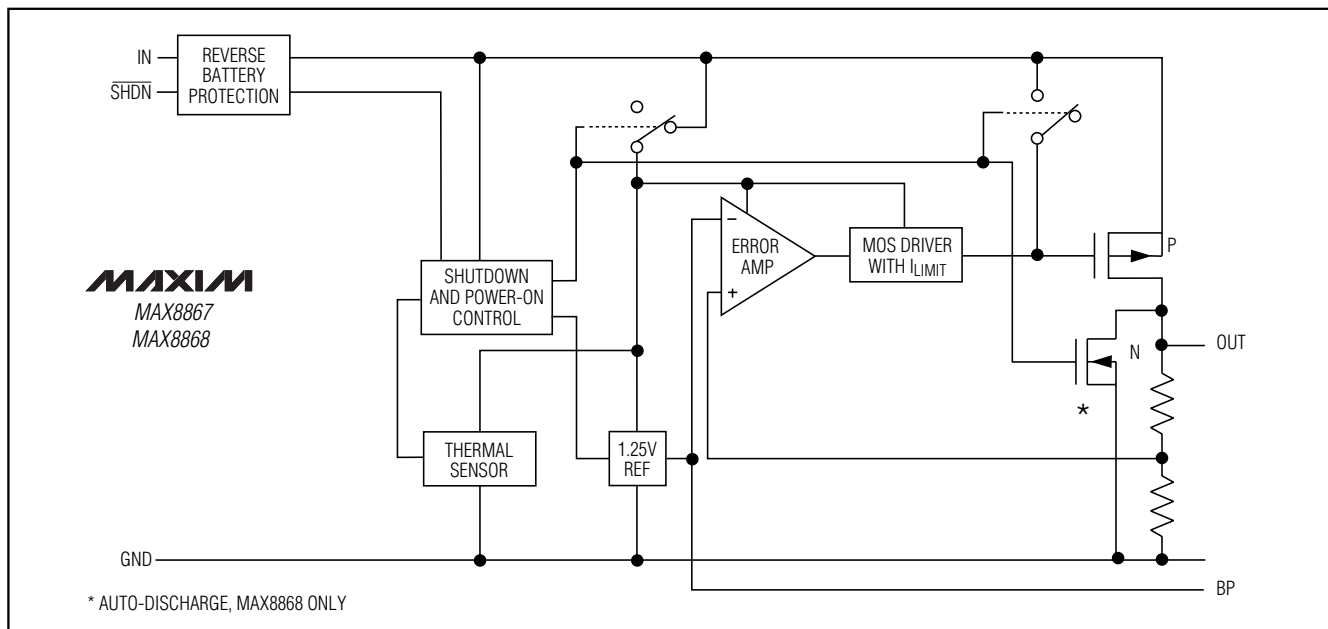 IN
SHDN
REVERSE
BATTERY
PROTECTION
MAXIM
MAX8867
MAX8868
SHUTDOWN
AND POWER-ON
CONTROL
THERMAL
SENSOR
1.25V
REF
−
+
ERROR
AMP
MOS DRIVER
WITH ILIMIT
P
N
*
OUT
GND
BP
* AUTO-DISCHARGE, MAX8868 ONLY